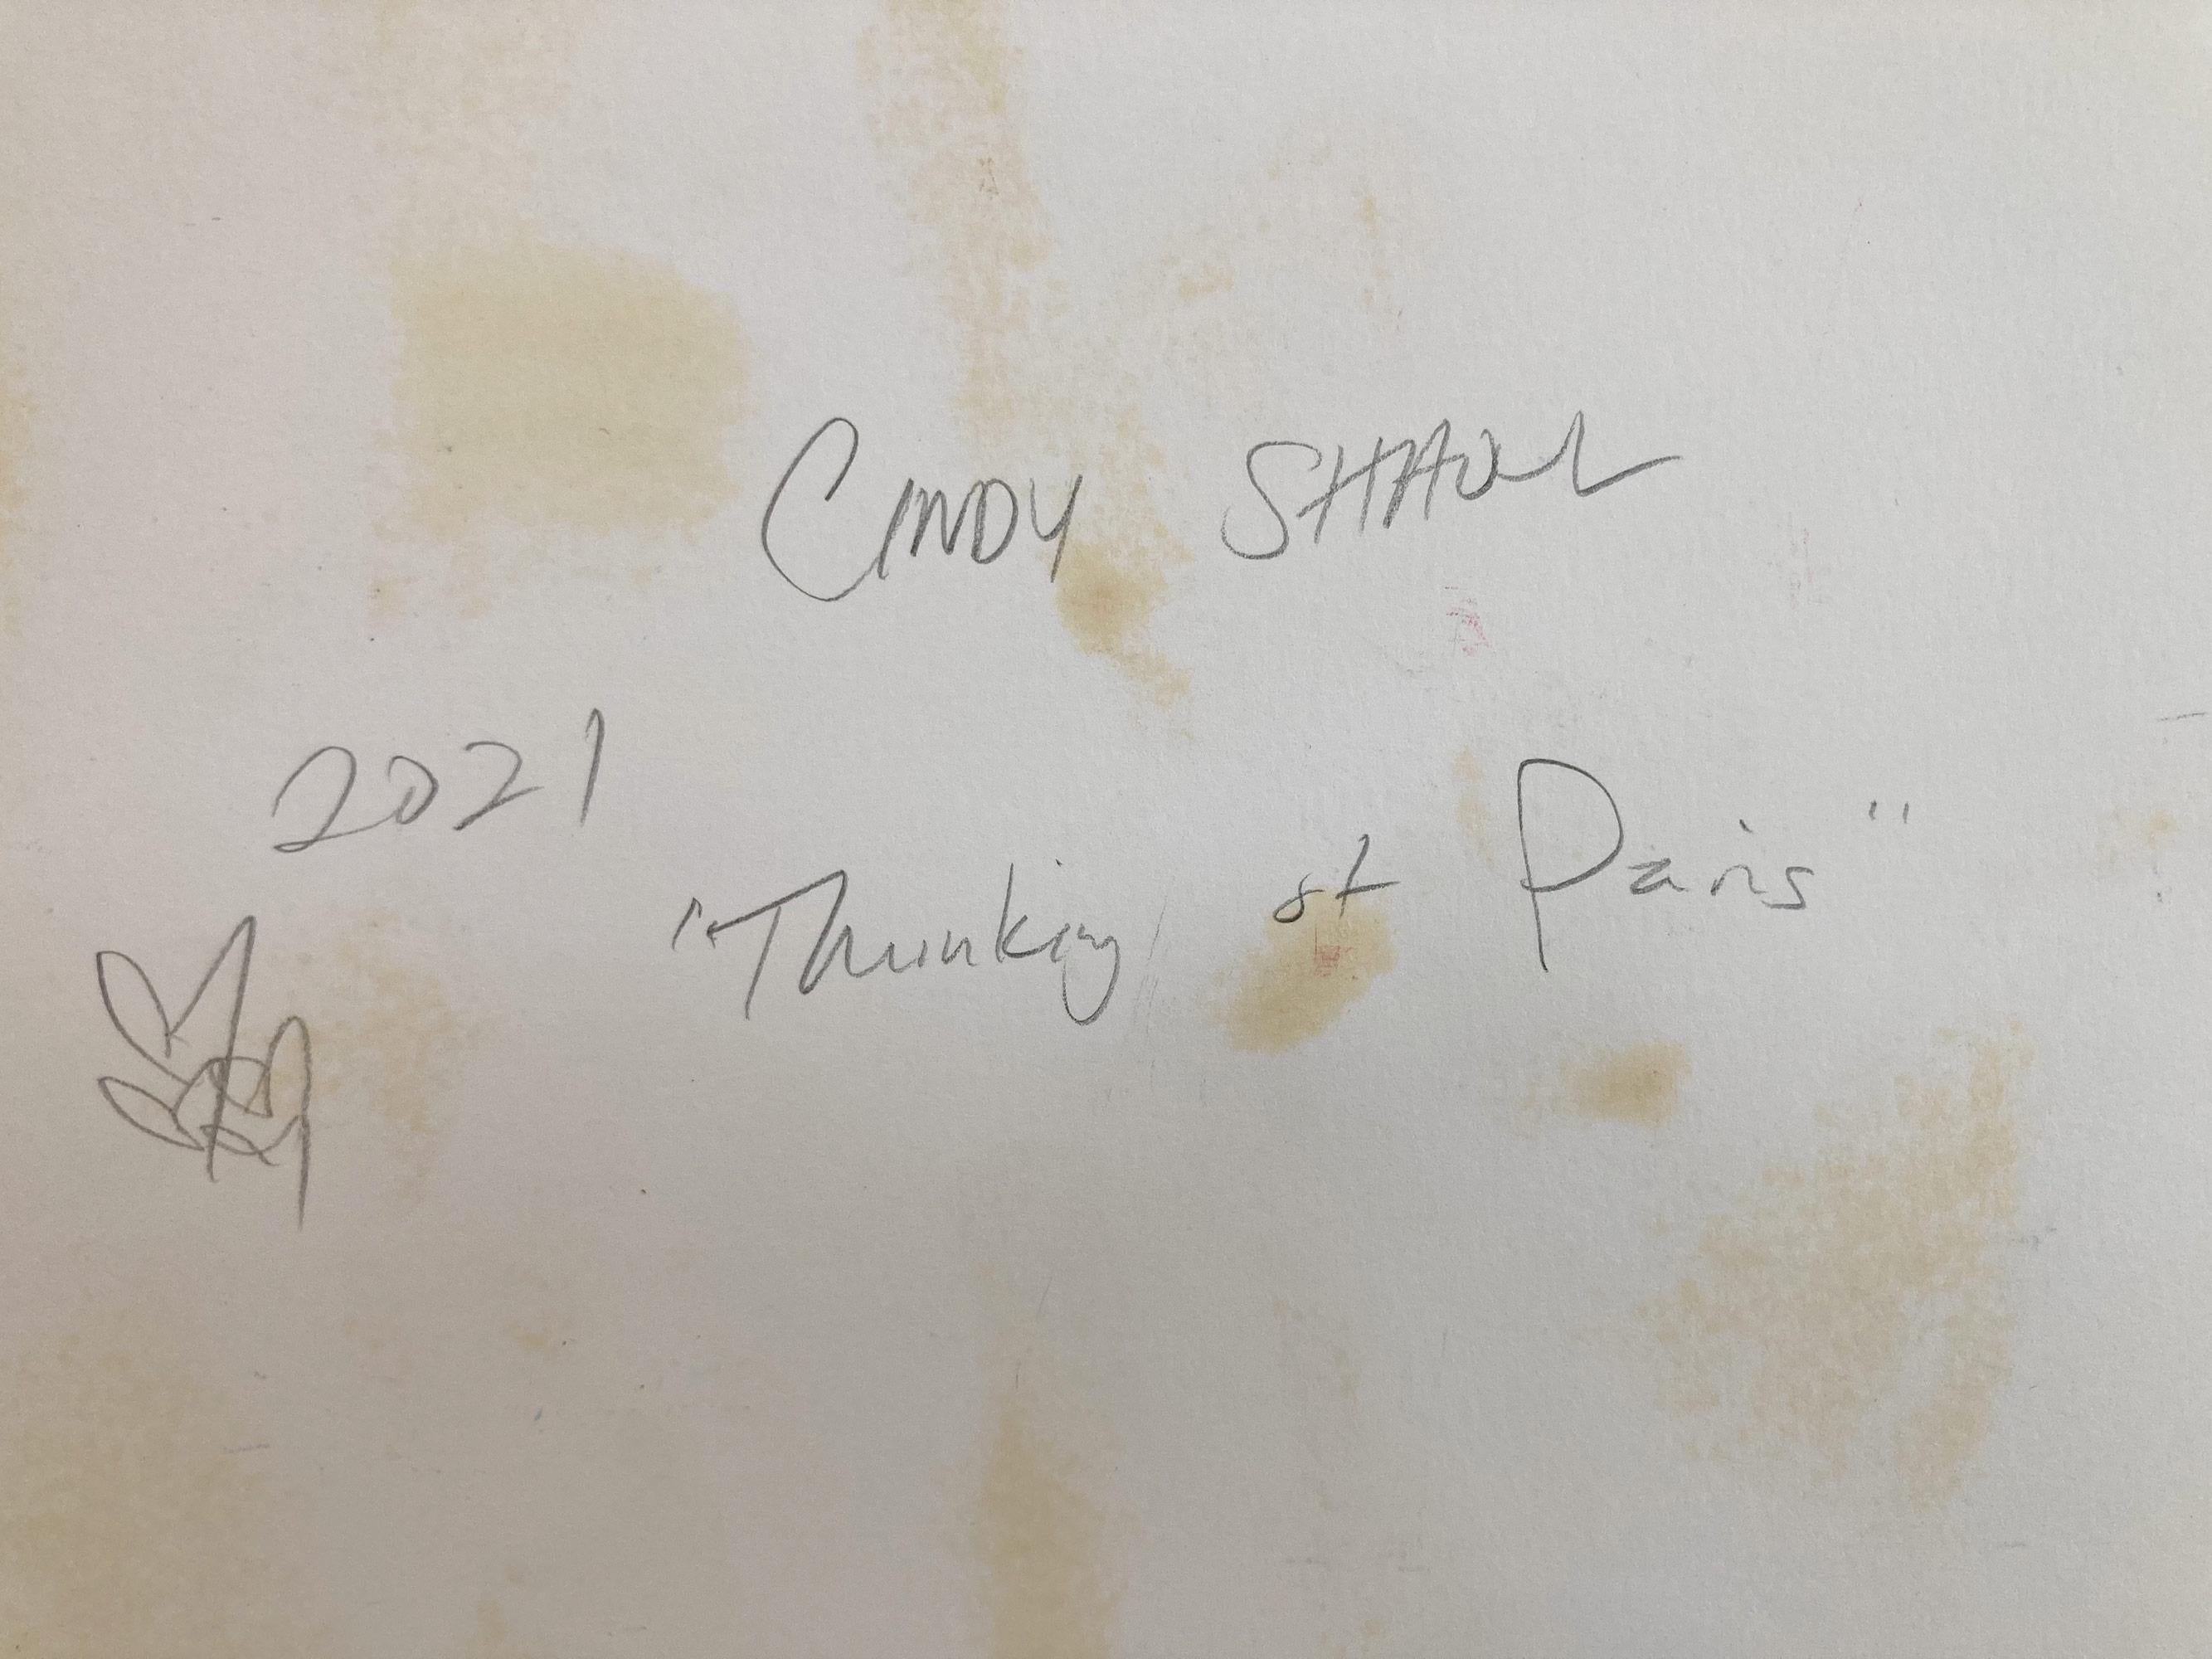 CINDY SHAOUL
2021
"Thinking of Paris"